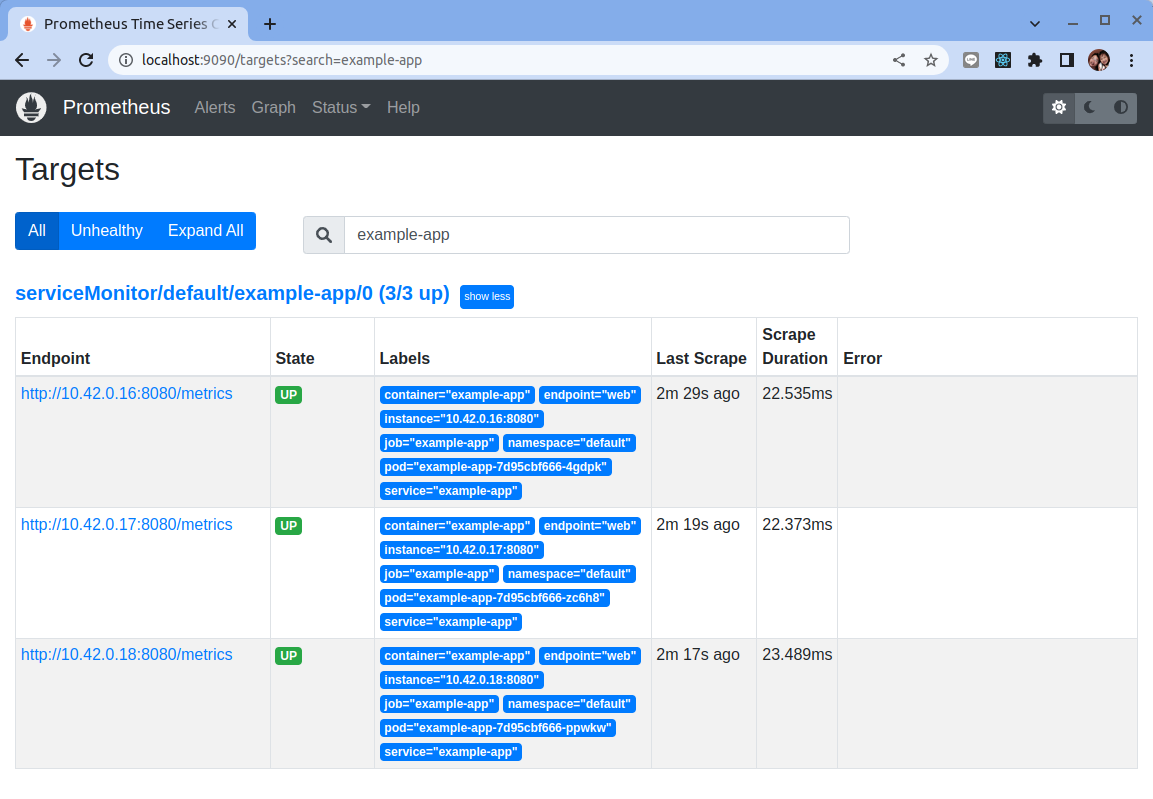 Prometheus Time Series C
localhost:9090/targets?search=example-app
Prometheus Alerts Graph Status Help
Targets
All Unhealthy Expand All
example-app
serviceMonitor/default/example-app/0 (3/3 up) show less
Endpoint State Labels Last Scrape Scrape Duration Error
http://10.42.0.16:8080/metrics UP container="example-app" endpoint="web" 2m 29s ago 22.535ms
instance="10.42.0.16:8080"
job="example-app" namespace="default"
pod="example-app-7d95cbf666-4gdpk"
service="example-app"
http://10.42.0.17:8080/metrics UP container="example-app" endpoint="web" 2m 19s ago 22.373ms
instance="10.42.0.17:8080"
job="example-app" namespace="default"
pod="example-app-7d95cbf666-zc6h8"
service="example-app"
http://10.42.0.18:8080/metrics UP container="example-app" endpoint="web" 2m 17s ago 23.489ms
instance="10.42.0.18:8080"
job="example-app" namespace="default"
pod="example-app-7d95cbf666-ppwkw"
service="example-app"